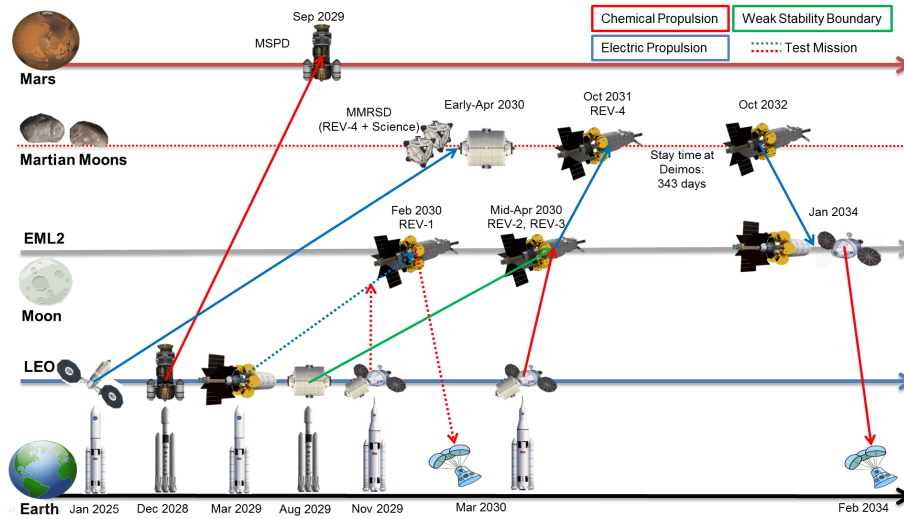 Sep 2029
MSPD
Chemical Propulsion
Weak Stability Boundary
Electric Propulsion
Test Mission
Mars
MMRSD
(REV-4 + Science)
Early-Apr 2030
Oct 2031
REV-4
Oct 2032
Martian Moons
Stay time at
Deimos:
343 days
Feb 2030
REV-1
Mid-Apr 2030
REV-2, REV-3
Jan 2034
EML2
Moon
LEO
Earth
Jan 2025
Dec 2028
Mar 2029
Aug 2029
Nov 2029
Mar 2030
Feb 2034